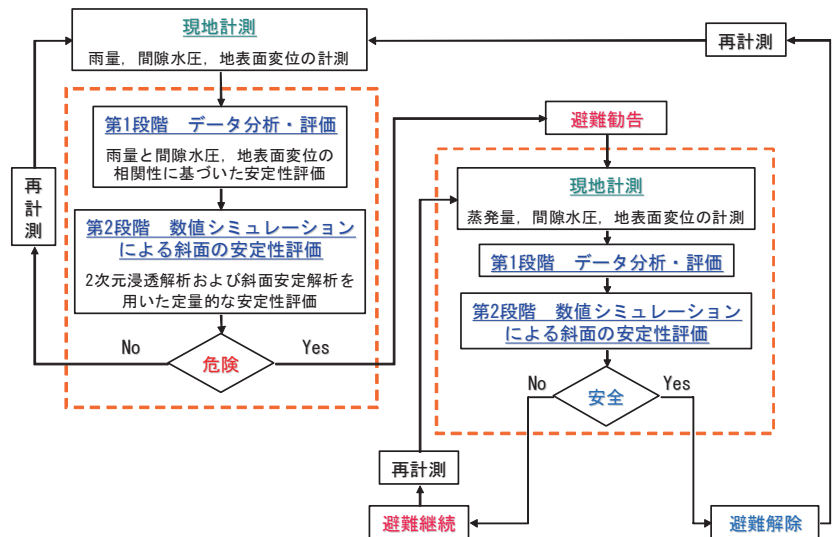 現地計測
雨量，間隙水圧，地表面変位の計測
再計測
第1段階　データ分析・評価
雨量と間隙水圧，地表面変位の
相関性に基づいた安定性評価
再計測
第2段階　数値シミュレーション
による斜面の安定性評価
2次元浸透解析および斜面安定解析を
用いた定量的な安定性評価
No
危険
Yes
避難勧告
現地計測
蒸発量，間隙水圧，地表面変位の計測
第1段階　データ分析・評価
第2段階　数値シミュレーション
による斜面の安定性評価
No
安全
Yes
再計測
避難継続
避難解除